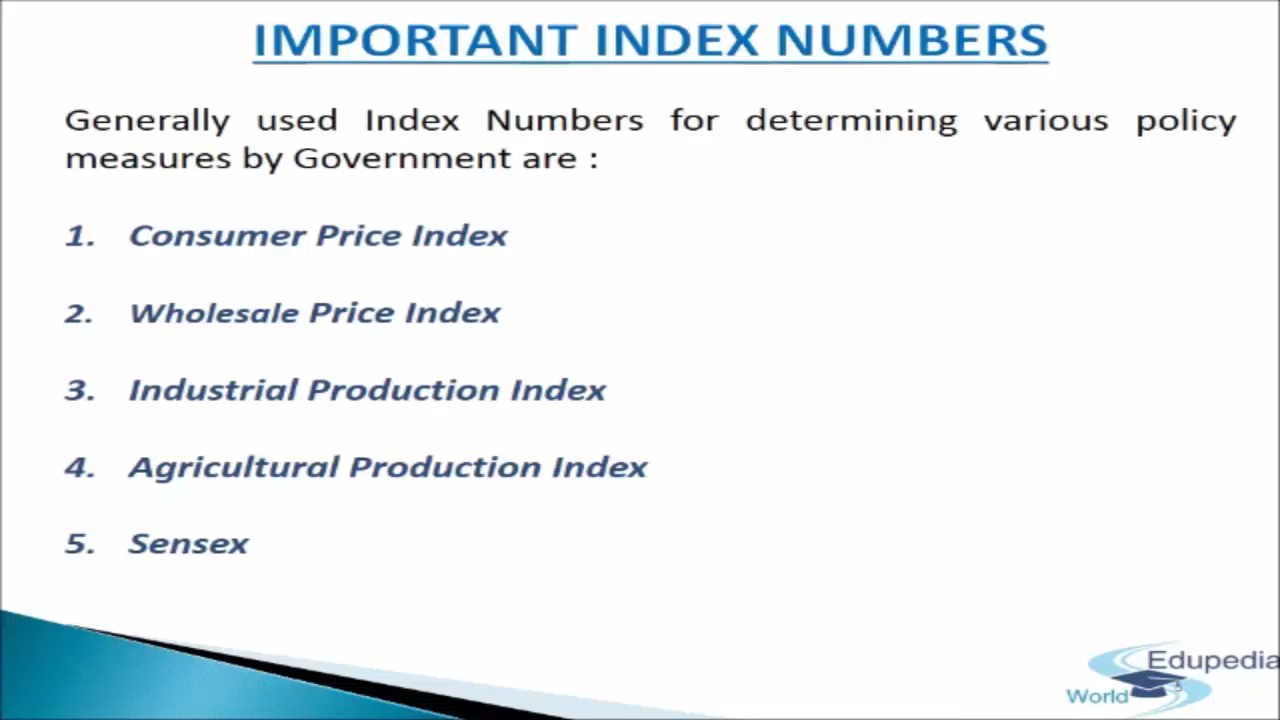 IMPORTANT INDEX NUMBERS
Generally used Index Numbers for determining various policy
measures by Government are :
1. Consumer Price Index
2. Wholesale Price Index
3. Industrial Production Index
4. Agricultural Production Index
5. Sensex
Edupedia
World